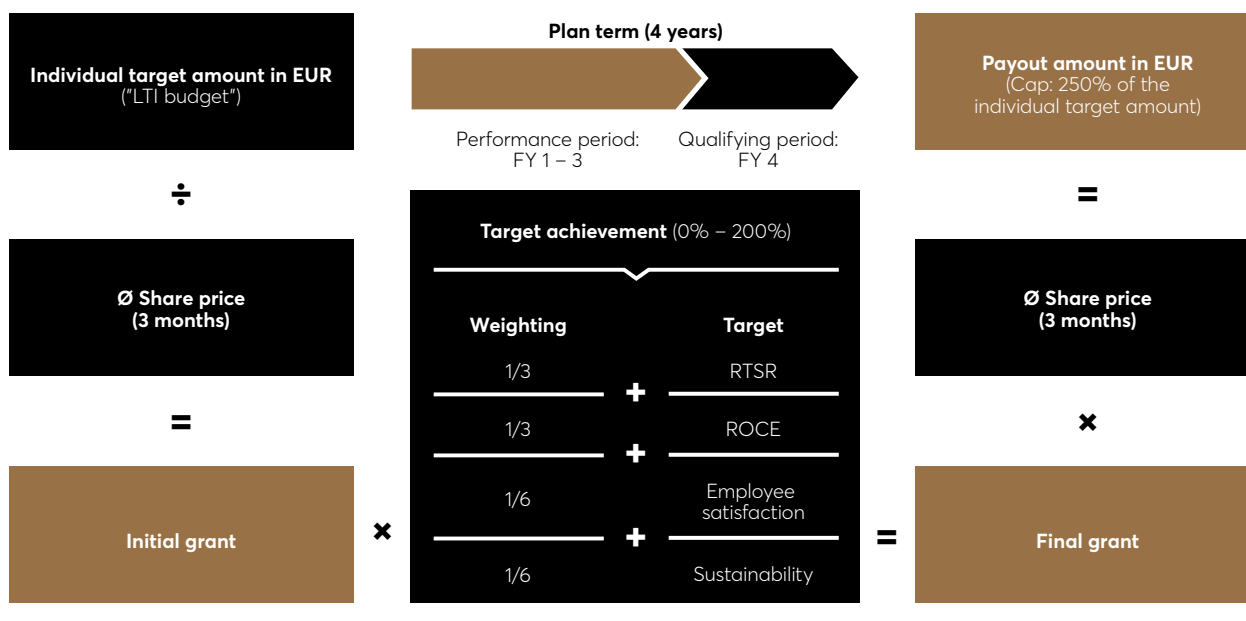 Individual target amount in EUR
("LTI budget")
÷
Ø Share price
(3 months)
=
Initial grant
×
Plan term (4 years)
Performance period:
FY 1 – 3
Qualifying period:
FY 4
Target achievement (0% – 200%)
Weighting Target
1/3 RTSR
+
1/3 ROCE
+
1/6 Employee
satisfaction
+
1/6 Sustainability
=
Payout amount in EUR
(Cap: 250% of the
individual target amount)
=
Ø Share price
(3 months)
×
Final grant